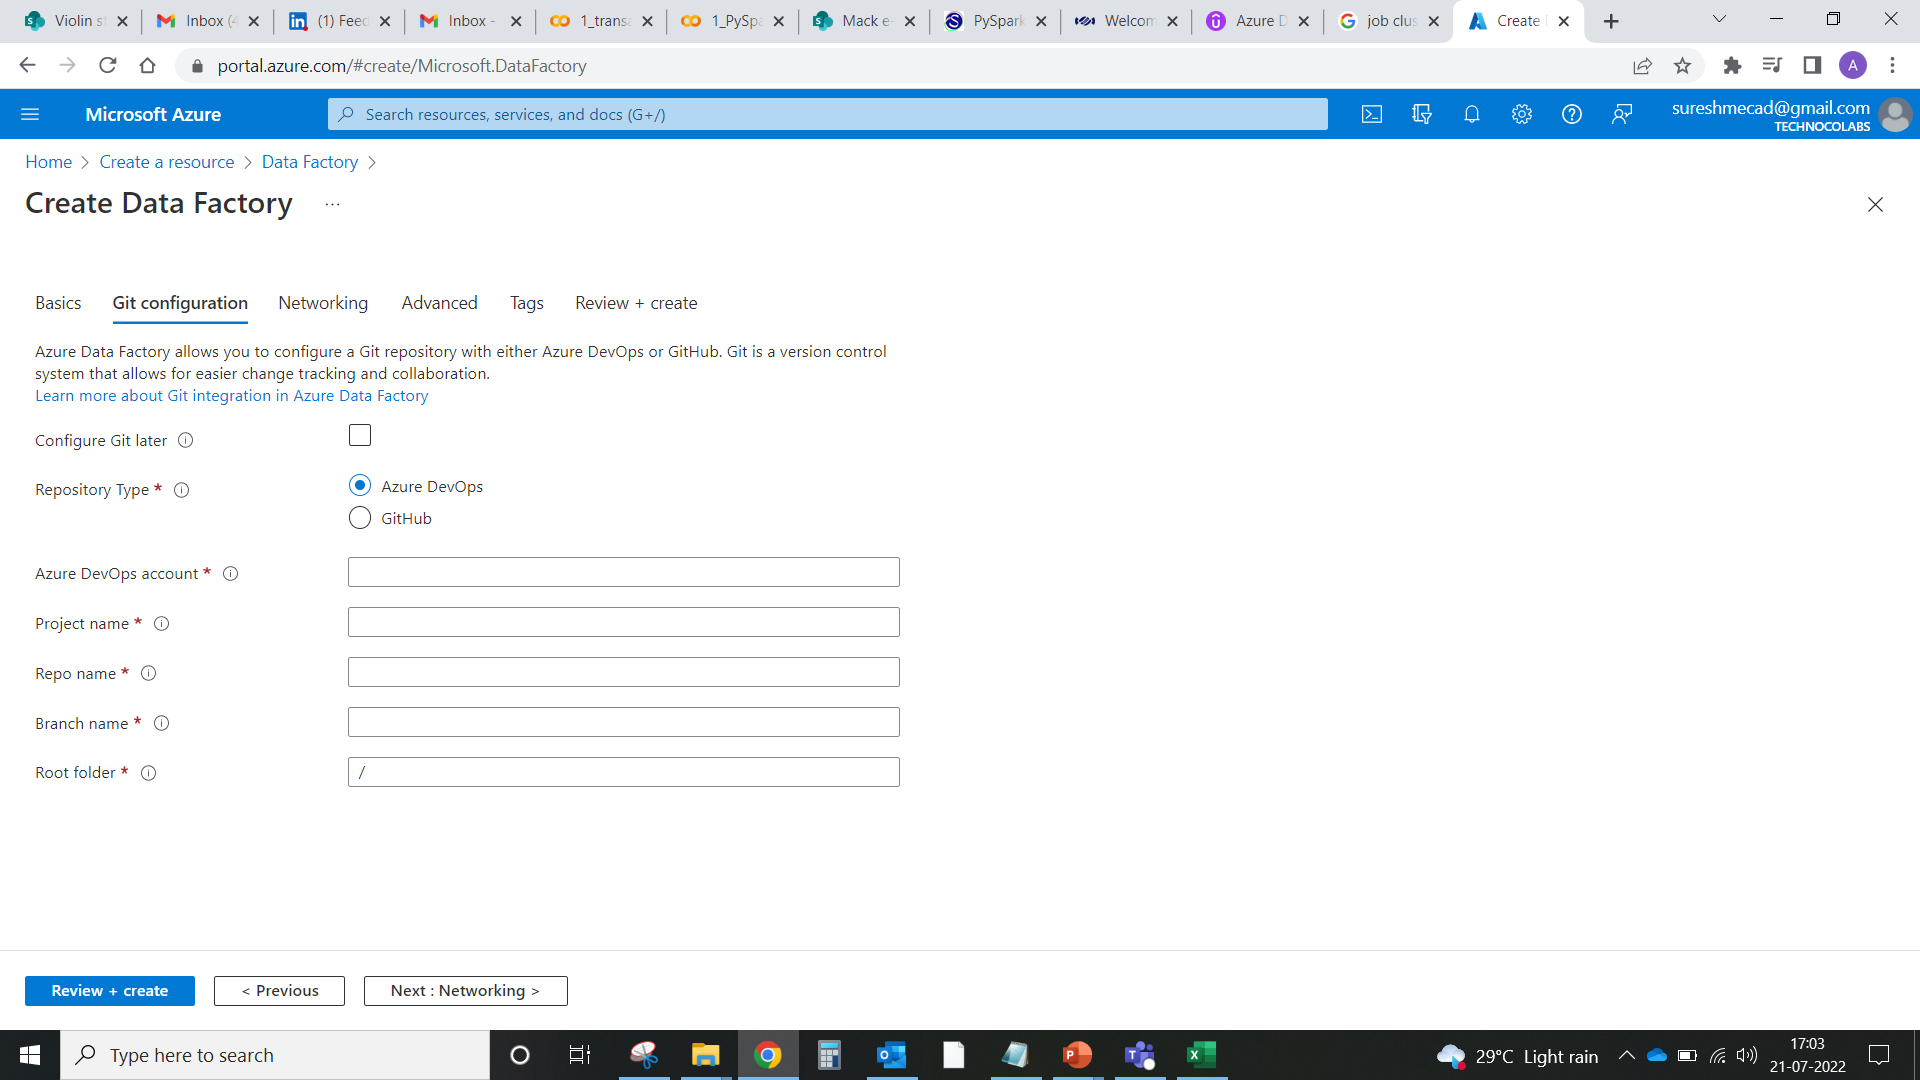 Violin st
Inbox (4
(1) Feed
Inbox -
1_transa
1_PySpa
Mack e-
PySpark
Welcom
Azure D
job clus
Create
portal.azure.com/#create/Microsoft.DataFactory
A
Microsoft Azure
Search resources, services, and docs (G+/)
sureshmecad@gmail.com
TECHNOCOLABS
Home > Create a resource > Data Factory >
Create Data Factory ...
Basics Git configuration Networking Advanced Tags Review + create
Azure Data Factory allows you to configure a Git repository with either Azure DevOps or GitHub. Git is a version control
system that allows for easier change tracking and collaboration.
Learn more about Git integration in Azure Data Factory
Configure Git later
Repository Type *
Azure DevOps
GitHub
Azure DevOps account *
Project name *
Repo name *
Branch name *
Root folder *
/
Review + create
< Previous
Next : Networking >
Type here to search
29°C Light rain
17:03
21-07-2022